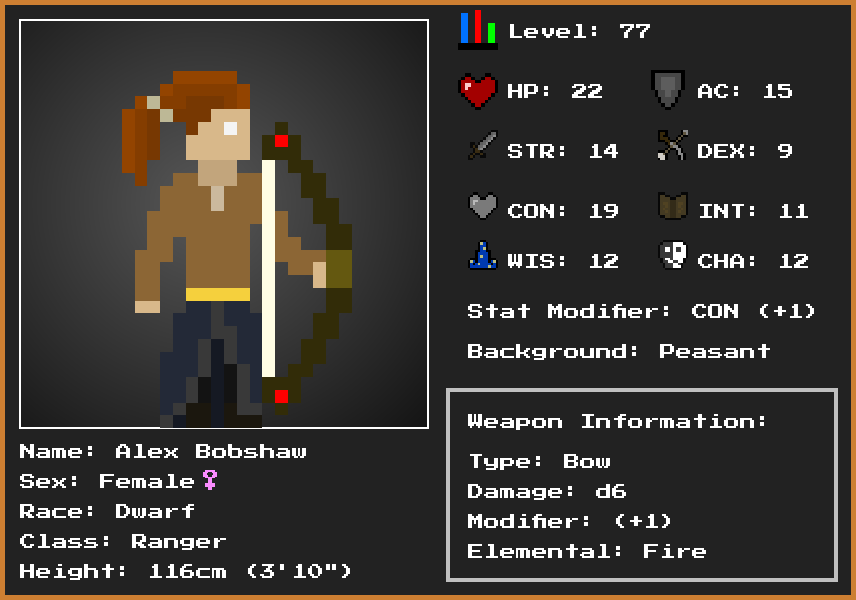 Level: 77
HP: 22
AC: 15
STR: 14
DEX: 9
CON: 19
INT: 11
WIS: 12
CHA: 12
Stat Modifier: CON (+1)
Background: Peasant
Weapon Information:
Type: Bow
Damage: d6
Modifier: (+1)
Elemental: Fire
Name: Alex Bobshaw
Sex: Female♀
Race: Dwarf
Class: Ranger
Height: 116cm (3'10")